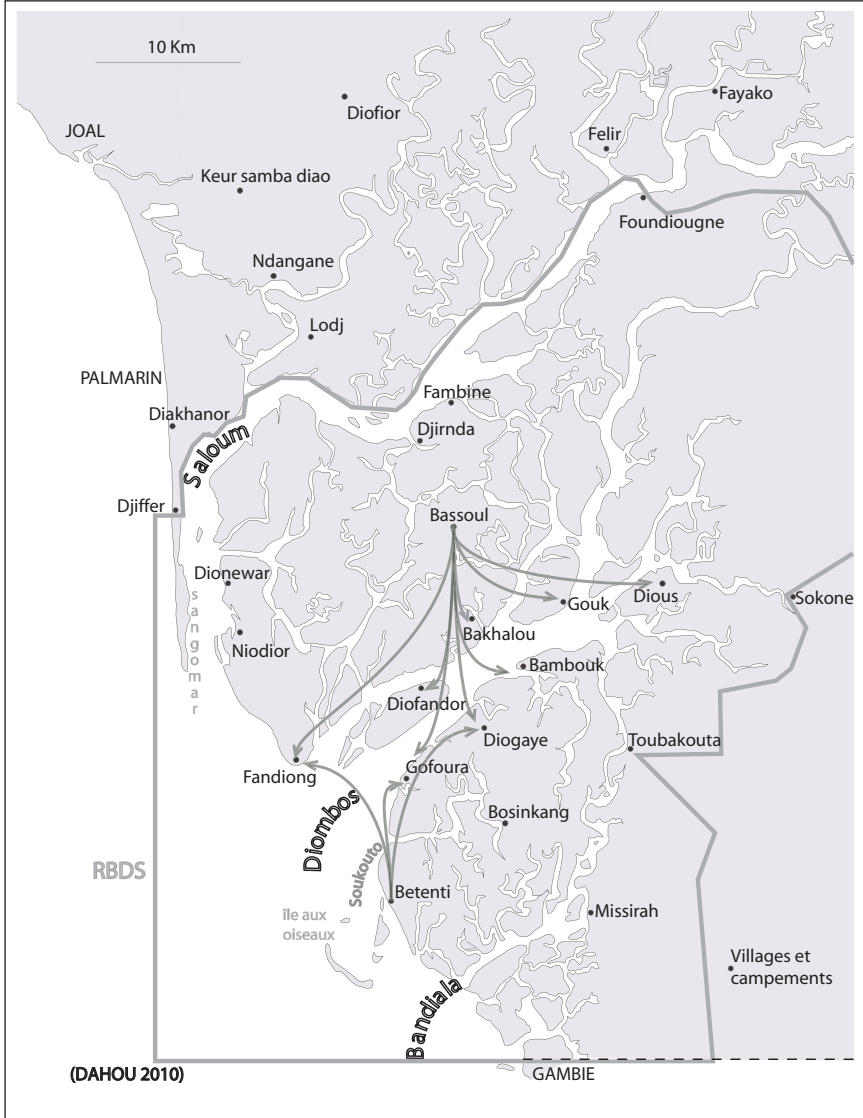 10 Km
Fayako
Diofior
JOAL
Felir
Keur samba diao
Foundiougne
Ndangane
Lodj
PALMARIN
Fambine
Diakhanor
Djirnda
Saloum
Djiffer
Bassoul
Dionewar
Dious
Sokone
Gouk
sangomar
Bakhalou
Niodior
Bambouk
Diofandor
Diogaye
Toubakouta
Fandiong
Gofoura
Diombos
Bosinkang
RBDS
Soukouto
Betenti
île aux
oiseaux
Missirah
Villages et
campements
Bandiala
(DAHOU 2010)
GAMBIE